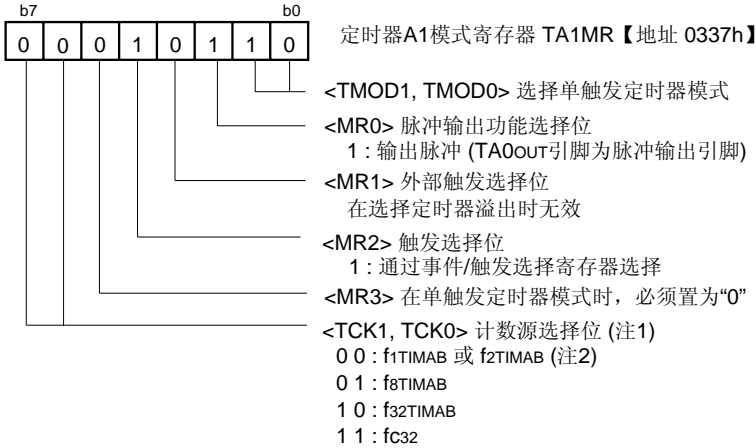 b7 b0
0 0 0 1 0 1 1 0
定时器A1模式寄存器 TA1MR【地址 0337h】
<TMOD1, TMOD0> 选择单触发定时器模式
<MR0> 脉冲输出功能选择位
1 : 输出脉冲 (TA0OUT引脚为脉冲输出引脚)
<MR1> 外部触发选择位
在选择定时器溢出时无效
<MR2> 触发选择位
1 : 通过事件/触发选择寄存器选择
<MR3> 在单触发定时器模式时，必须置为“0”
<TCK1, TCK0> 计数源选择位 (注1)
0 0 : f1TIMAB 或 f2TIMAB (注2)
0 1 : f8TIMAB
1 0 : f32TIMAB
1 1 : fC32